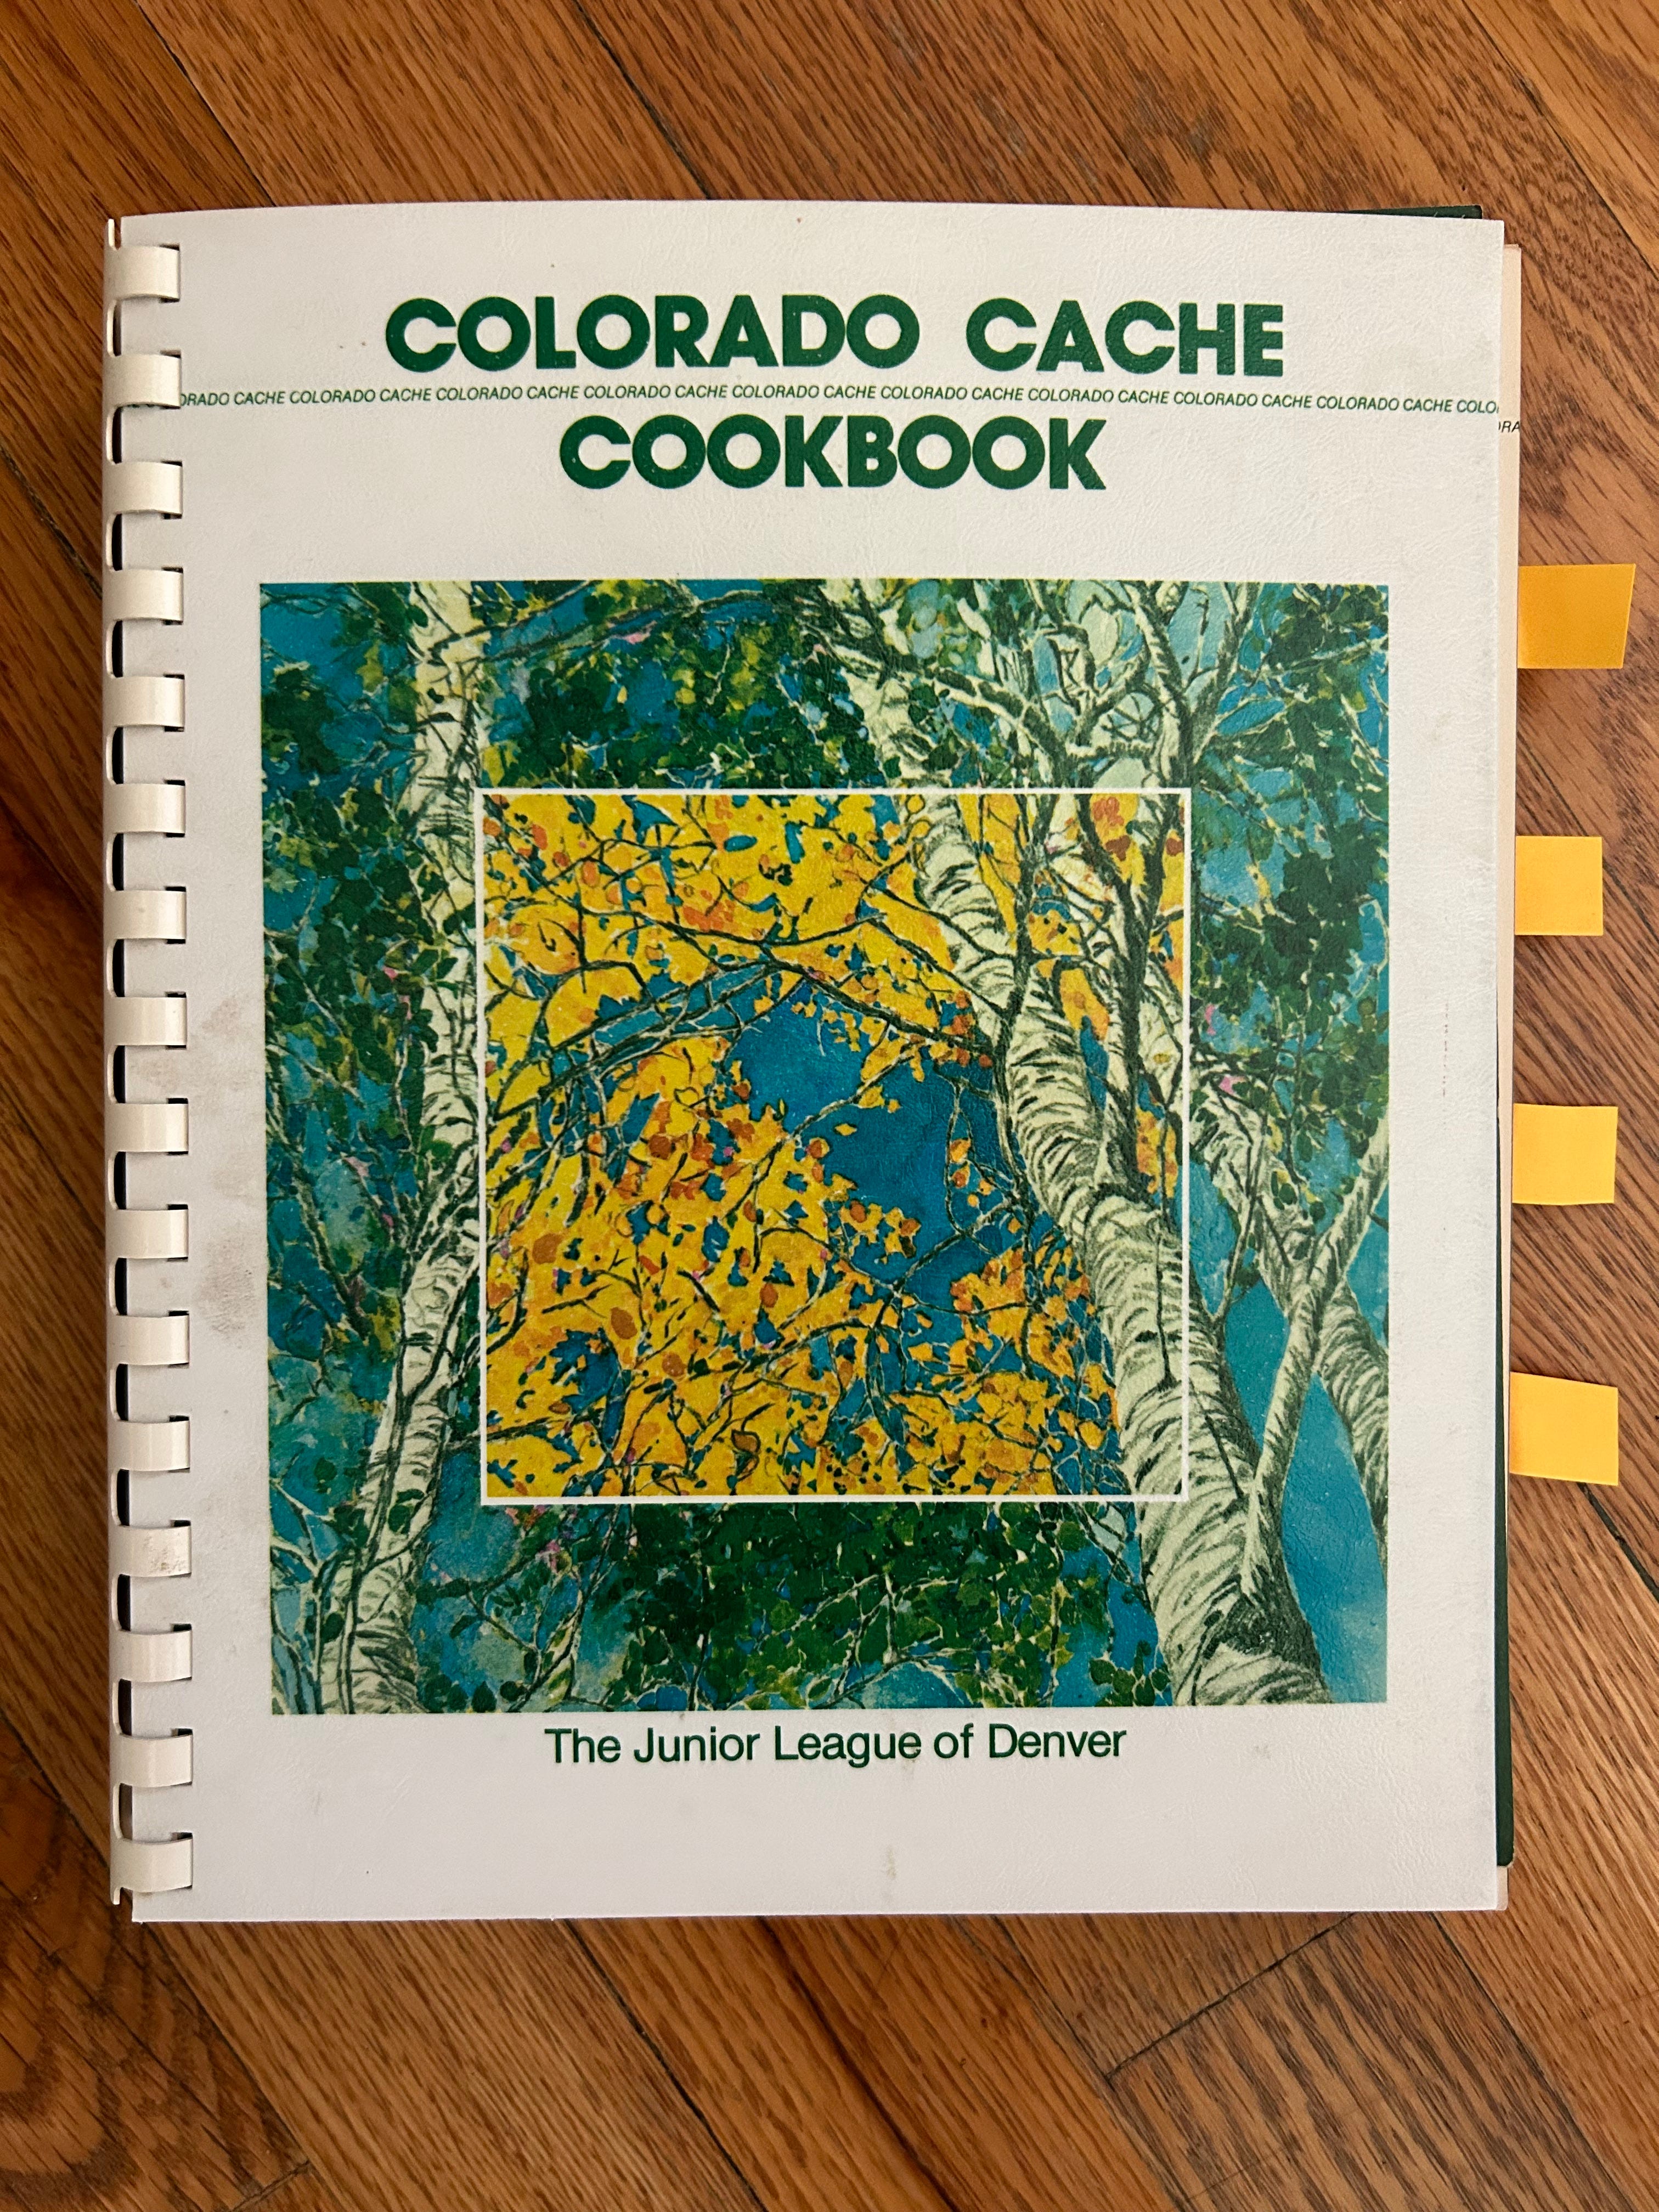 COLORADO CACHE
ORADO CACHE COLORADO CACHE COLORADO CACHE COLORADO CACHE COLORADO CACHE COLORADO CACHE COLORADO CACHE COLORADO CACHE COLORADO CACHE COLO
COOKBOOK
The Junior League of Denver